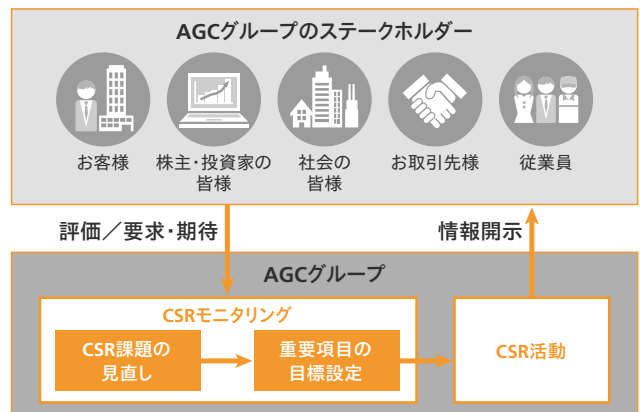 AGCグループのステークホルダー
お客様
株主・投資家の
皆様
社会の
皆様
お取引先様
従業員
評価／要求・期待
情報開示
AGCグループ
CSRモニタリング
CSR課題の
見直し
重要項目の
目標設定
CSR活動